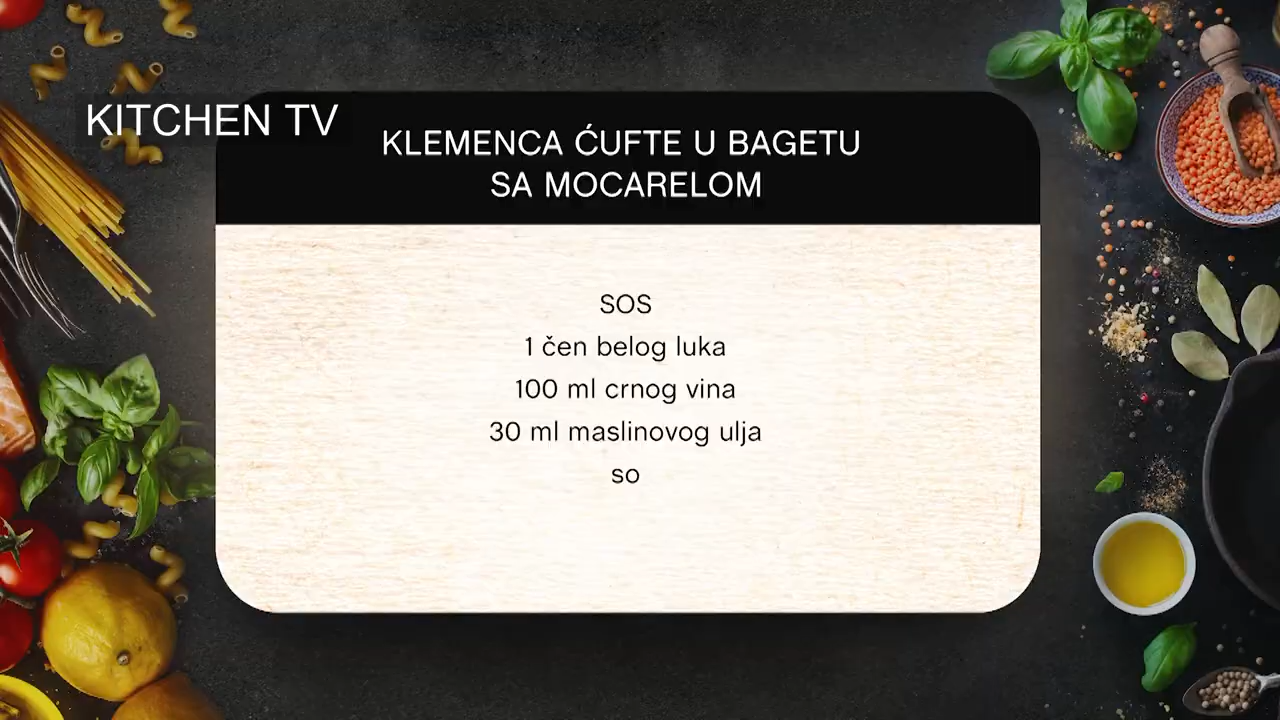 KITCHEN TV
KLEMENCA ĆUFTE U BAGETU
SA MOCARELOM
SOS
1 čen belog luka
100 ml crnog vina
30 ml maslinovog ulja
so